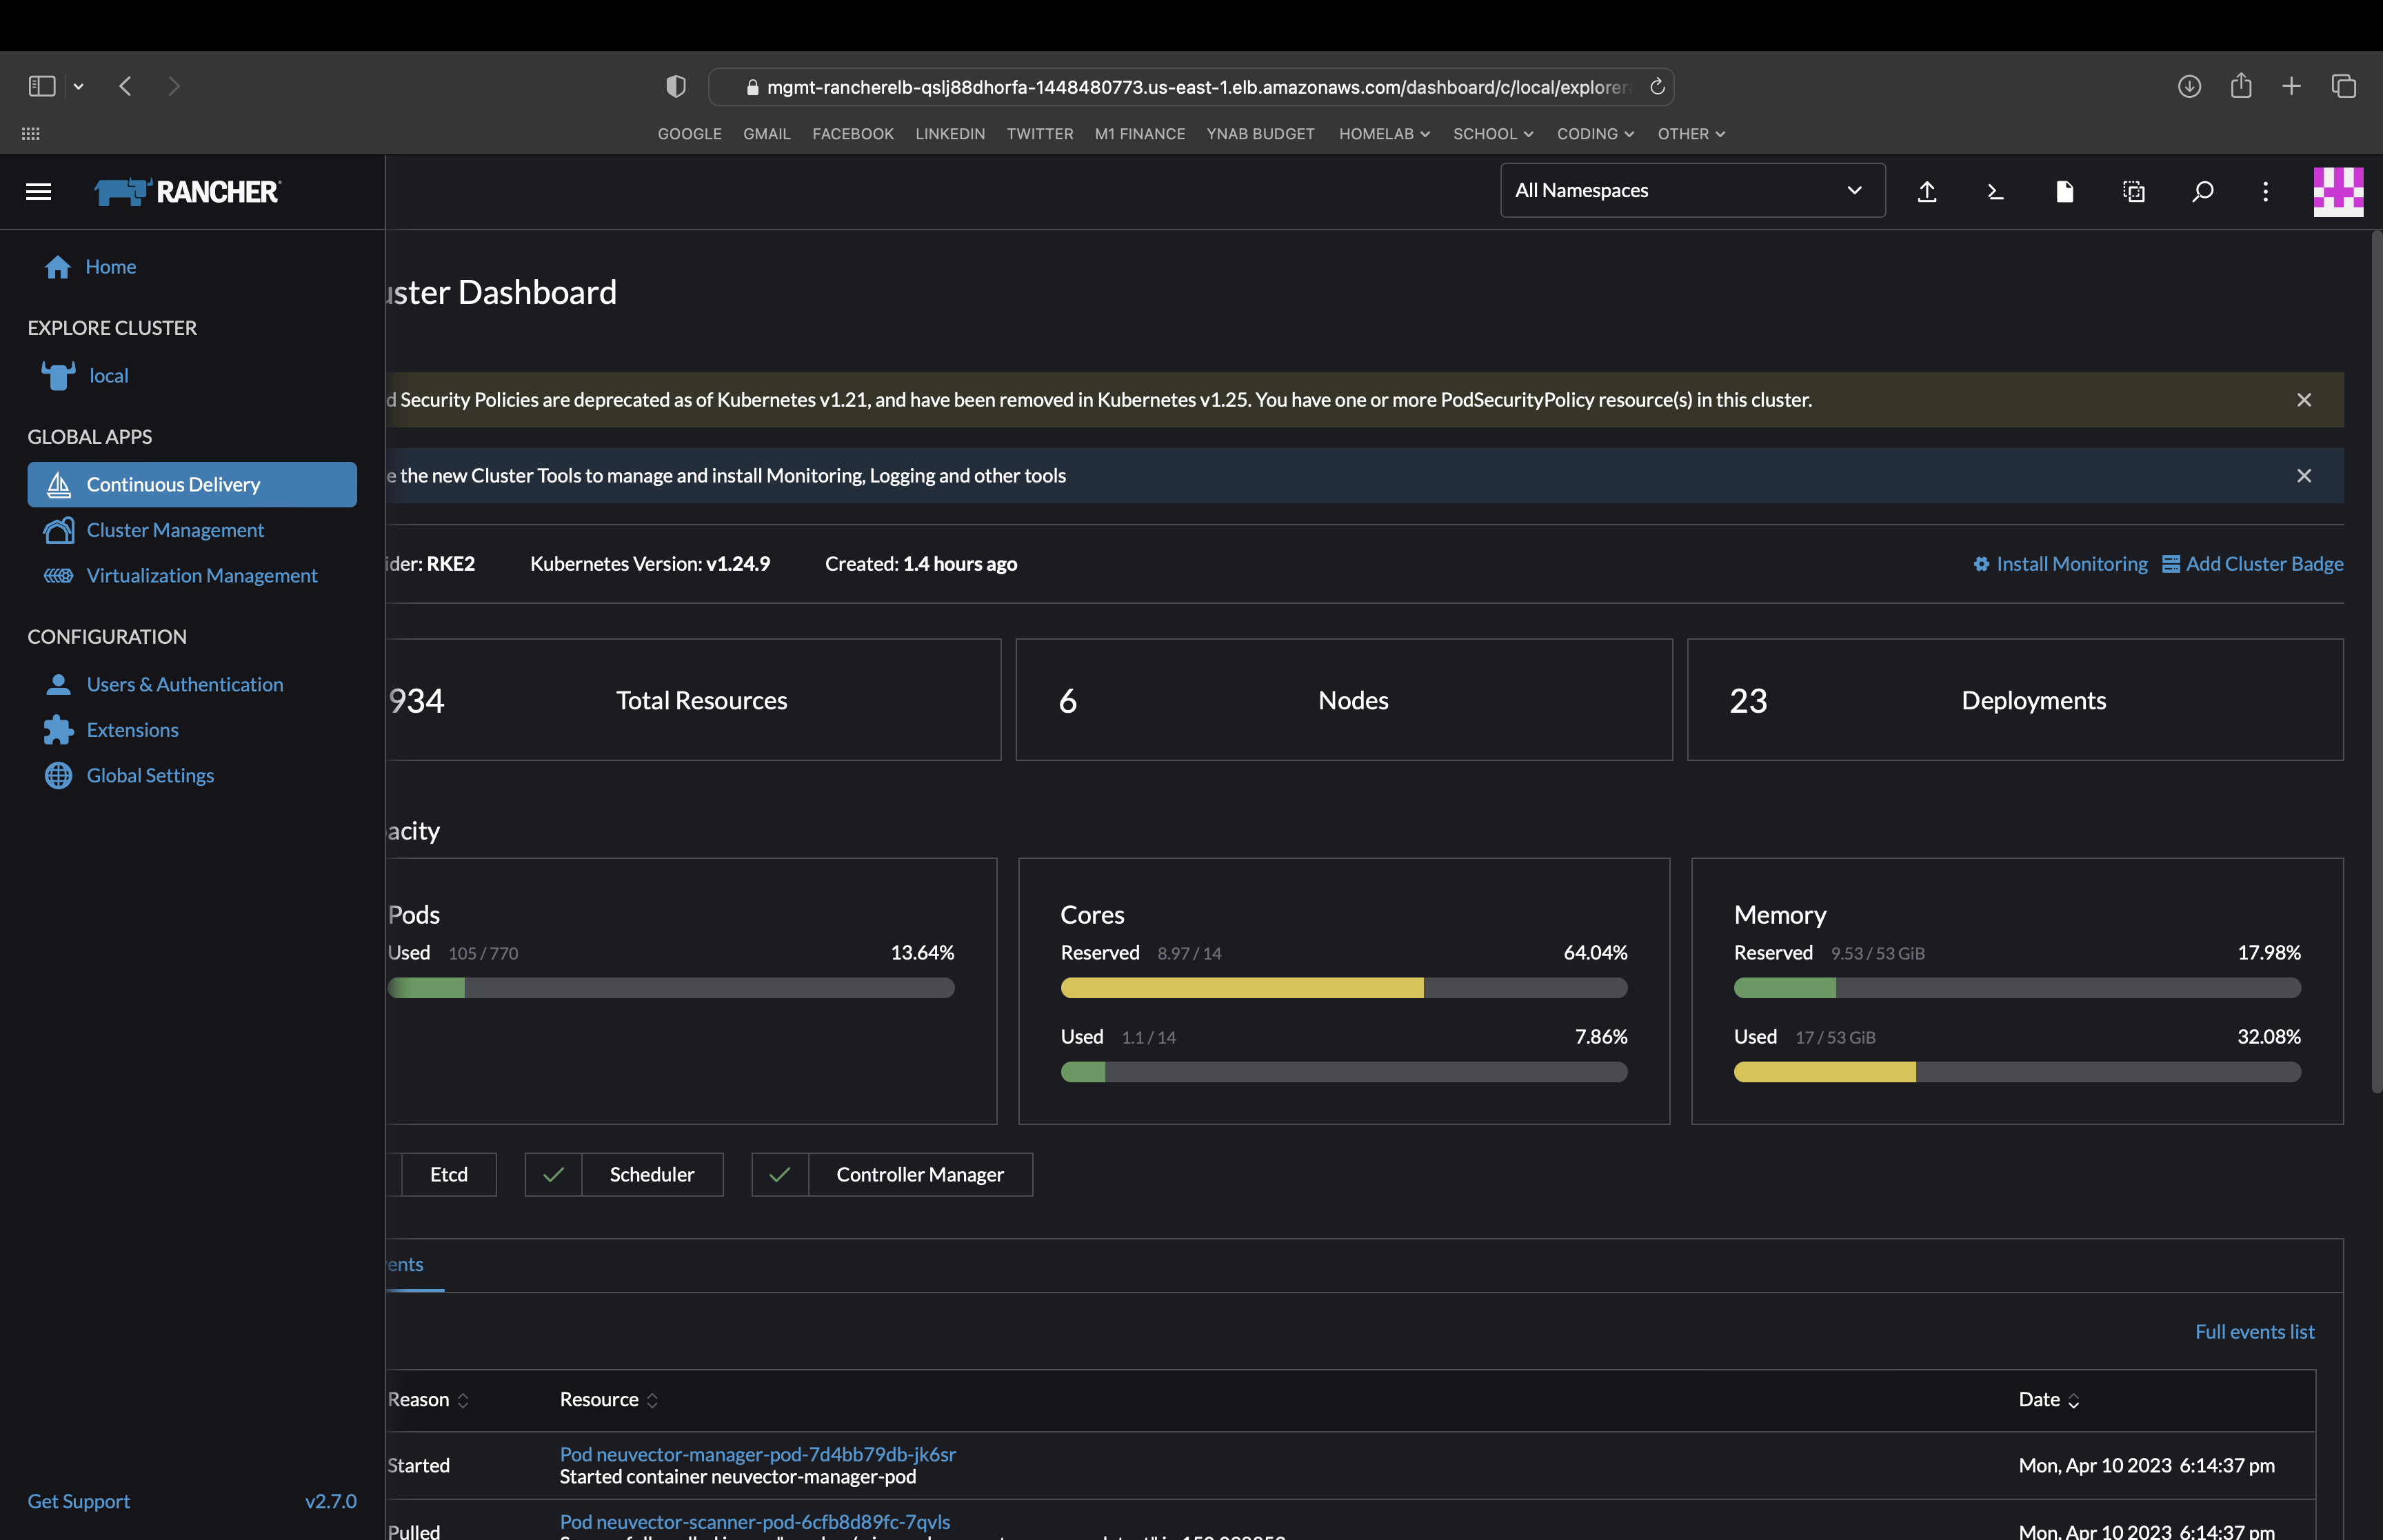 mgmt-rancherelb-qslj88dhorfa-1448480773.us-east-1.elb.amazonaws.com/dashboard/c/local/explorer
GOOGLE GMAIL FACEBOOK LINKEDIN TWITTER M1 FINANCE YNAB BUDGET HOMELAB SCHOOL CODING OTHER
RANCHER
All Namespaces
Home
EXPLORE CLUSTER
local
GLOBAL APPS
Continuous Delivery
Cluster Management
Virtualization Management
CONFIGURATION
Users & Authentication
Extensions
Global Settings
Get Support v2.7.0
uster Dashboard
d Security Policies are deprecated as of Kubernetes v1.21, and have been removed in Kubernetes v1.25. You have one or more PodSecurityPolicy resource(s) in this cluster.
e the new Cluster Tools to manage and install Monitoring, Logging and other tools
ider: RKE2 Kubernetes Version: v1.24.9 Created: 1.4 hours ago Install Monitoring Add Cluster Badge
934 Total Resources 6 Nodes 23 Deployments
acity
Pods
Used 105 / 770 13.64%
Cores
Reserved 8.97 / 14 64.04%
Used 1.1 / 14 7.86%
Memory
Reserved 9.53 / 53 GiB 17.98%
Used 17 / 53 GiB 32.08%
Etcd Scheduler Controller Manager
ents
Full events list
Reason Resource Date
Started Pod neuvector-manager-pod-7d4bb79db-jk6sr
Started container neuvector-manager-pod Mon, Apr 10 2023 6:14:37 pm
Pulled Pod neuvector-scanner-pod-6cfb8d89fc-7qvls
Mon, Apr 10 2023 6:14:37 pm